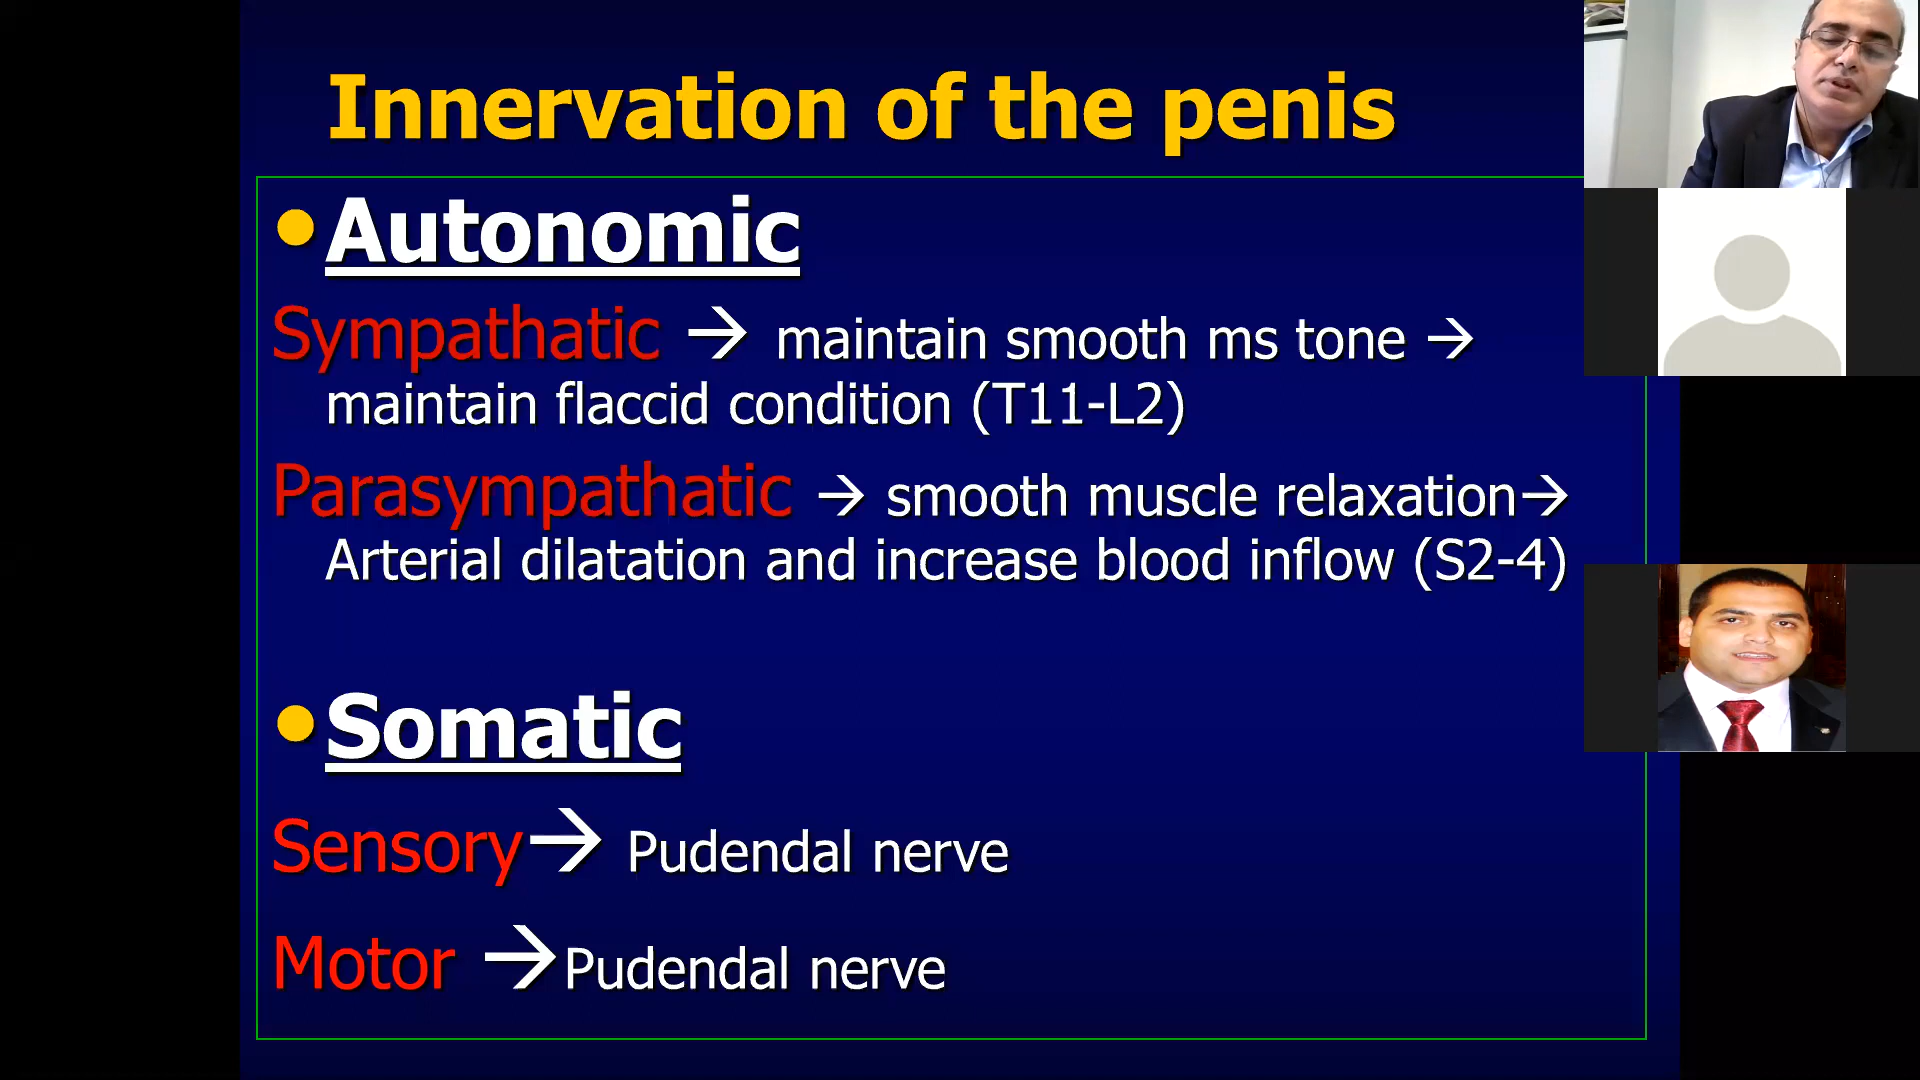 Innervation of the penis
•Autonomic
Sympathatic → maintain smooth ms tone →
maintain flaccid condition (T11-L2)
Parasympathatic → smooth muscle relaxation→
Arterial dilatation and increase blood inflow (S2-4)
•Somatic
Sensory→ Pudendal nerve
Motor →Pudendal nerve